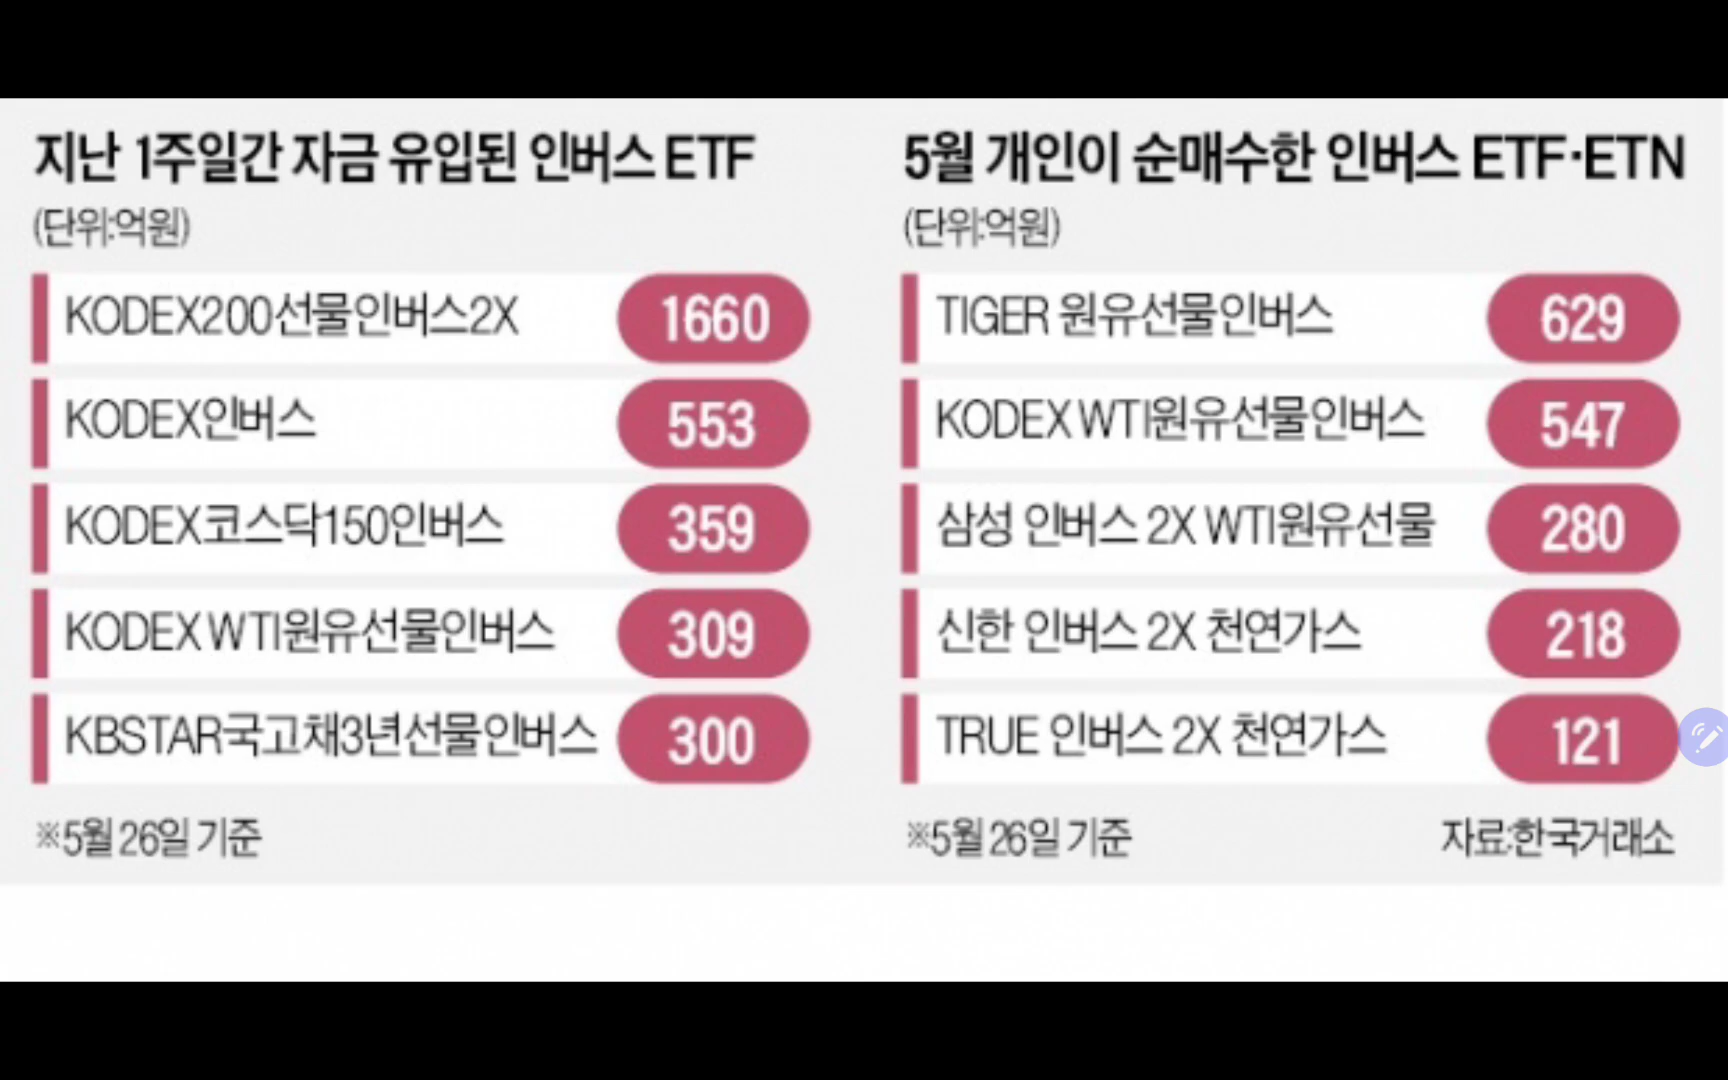 지난 1주일간 자금 유입된 인버스 ETF
(단위:억원)
KODEX200선물인버스2X 1660
KODEX인버스 553
KODEX코스닥150인버스 359
KODEX WTI원유선물인버스 309
KBSTAR국고채3년선물인버스 300
※5월 26일 기준
5월 개인이 순매수한 인버스 ETF·ETN
(단위:억원)
TIGER 원유선물인버스 629
KODEX WTI원유선물인버스 547
삼성 인버스 2X WTI원유선물 280
신한 인버스 2X 천연가스 218
TRUE 인버스 2X 천연가스 121
※5월 26일 기준
자료:한국거래소